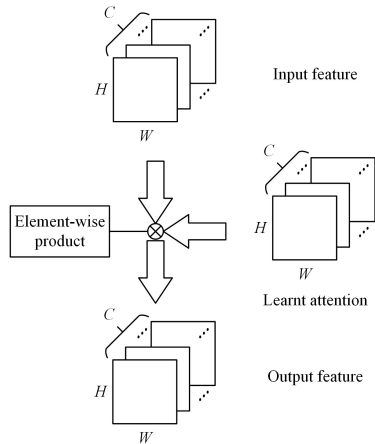 C
H
W
Input feature
Element-wise
product
C
H
W
Learnt attention
C
H
W
Output feature